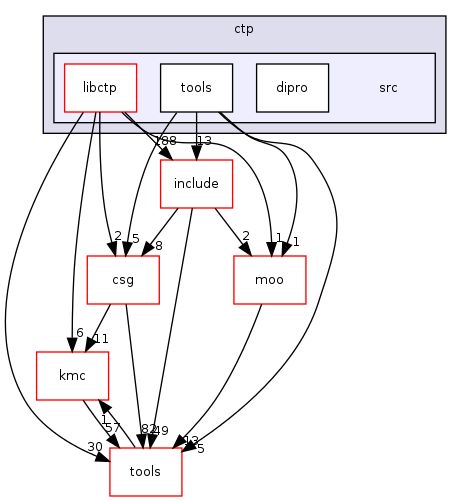 ctp
libctp tools dipro src
188 13
include
2 5 8 2 1 1
csg moo
6 11
kmc
1 57 82 49 13 5
30
tools